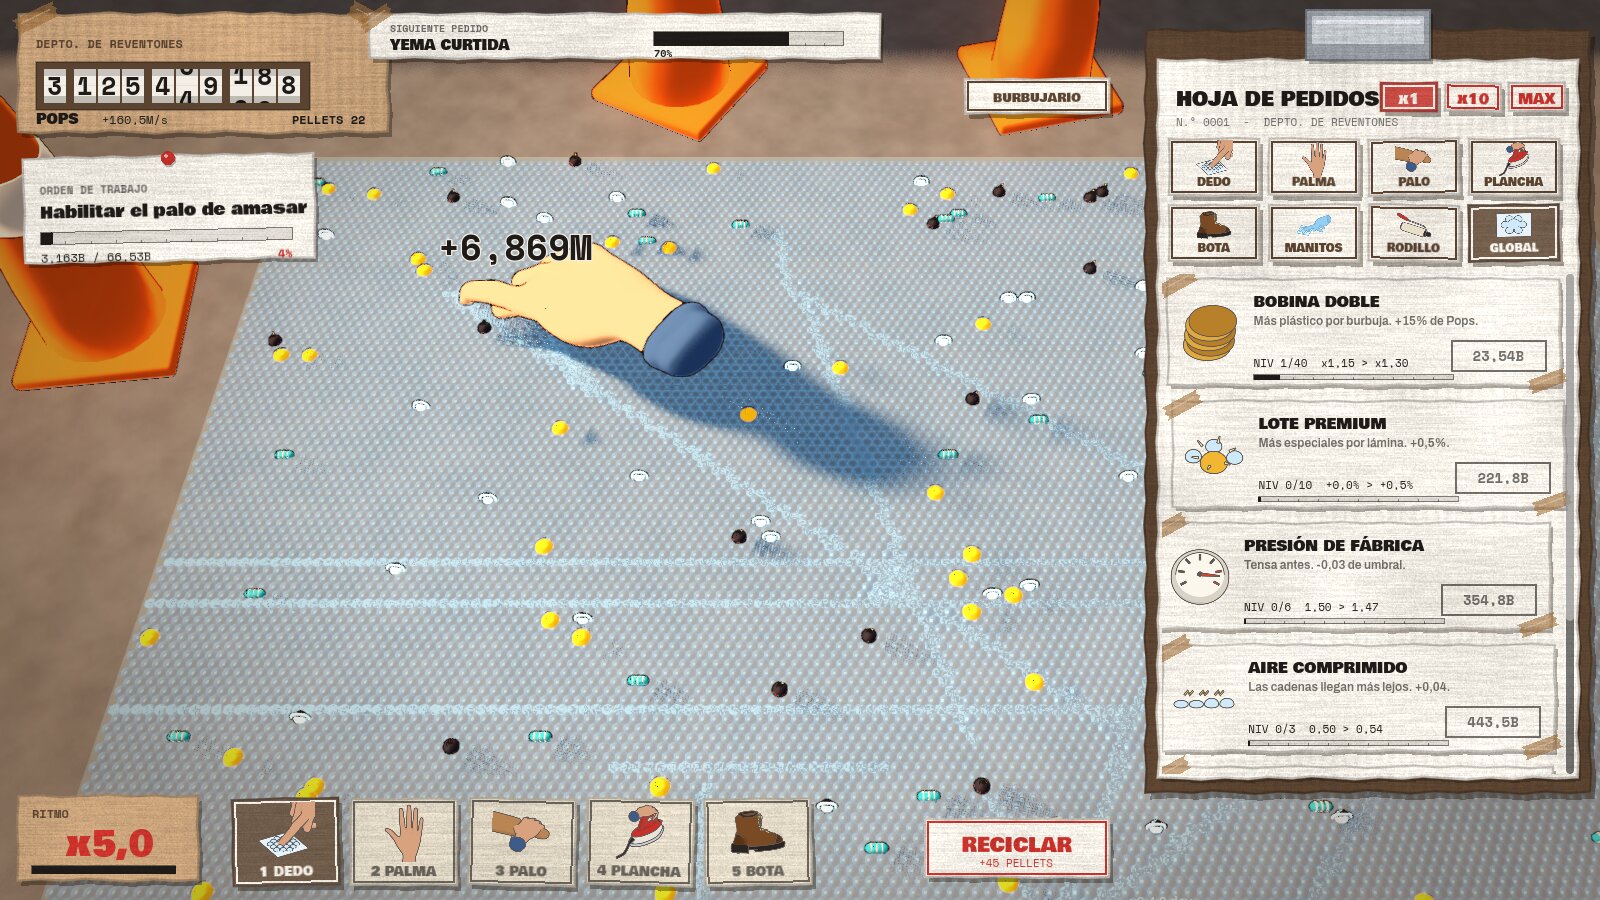 DEPTO. DE REVENTONES
POPS +160.5M/s PELLETS 22
SIGUIENTE PEDIDO
YEMA CURTIDA
70%
BURBUJARIO
ORDEN DE TRABAJO
Habilitar el palo de amasar
3,163B / 66,53B 4%
+6,869M
HOJA DE PEDIDOS x1 x10 MAX
N.° 0001 - DEPTO. DE REVENTONES
DEDO PALMA PALO PLANCHA
BOTA MANITOS RODILLO GLOBAL
BOBINA DOBLE
Más plástico por burbuja. +15% de Pops.
NIV 1/40 x1,15 > x1,30 23,54B
LOTE PREMIUM
Más especiales por lámina. +0,5%.
NIV 0/10 +0,0% > +0,5% 221,8B
PRESIÓN DE FÁBRICA
Tensa antes. -0,03 de umbral.
NIV 0/6 1,50 > 1,47 354,8B
AIRE COMPRIMIDO
Las cadenas llegan más lejos. +0,04.
NIV 0/3 0,50 > 0,54 443,5B
RITMO
x5,0
1 DEDO 2 PALMA 3 PALO 4 PLANCHA 5 BOTA
RECICLAR
+45 PELLETS